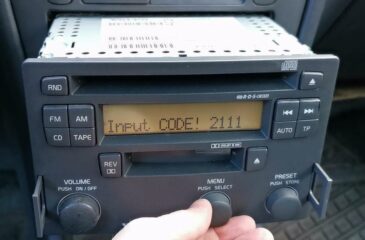 RND
FM AM
CD TAPE
Input CODE! 2111
AUTO TP
REV
VOLUME
PUSH ON/OFF
MENU
PUSH SELECT
PRESET
PUSH STORE